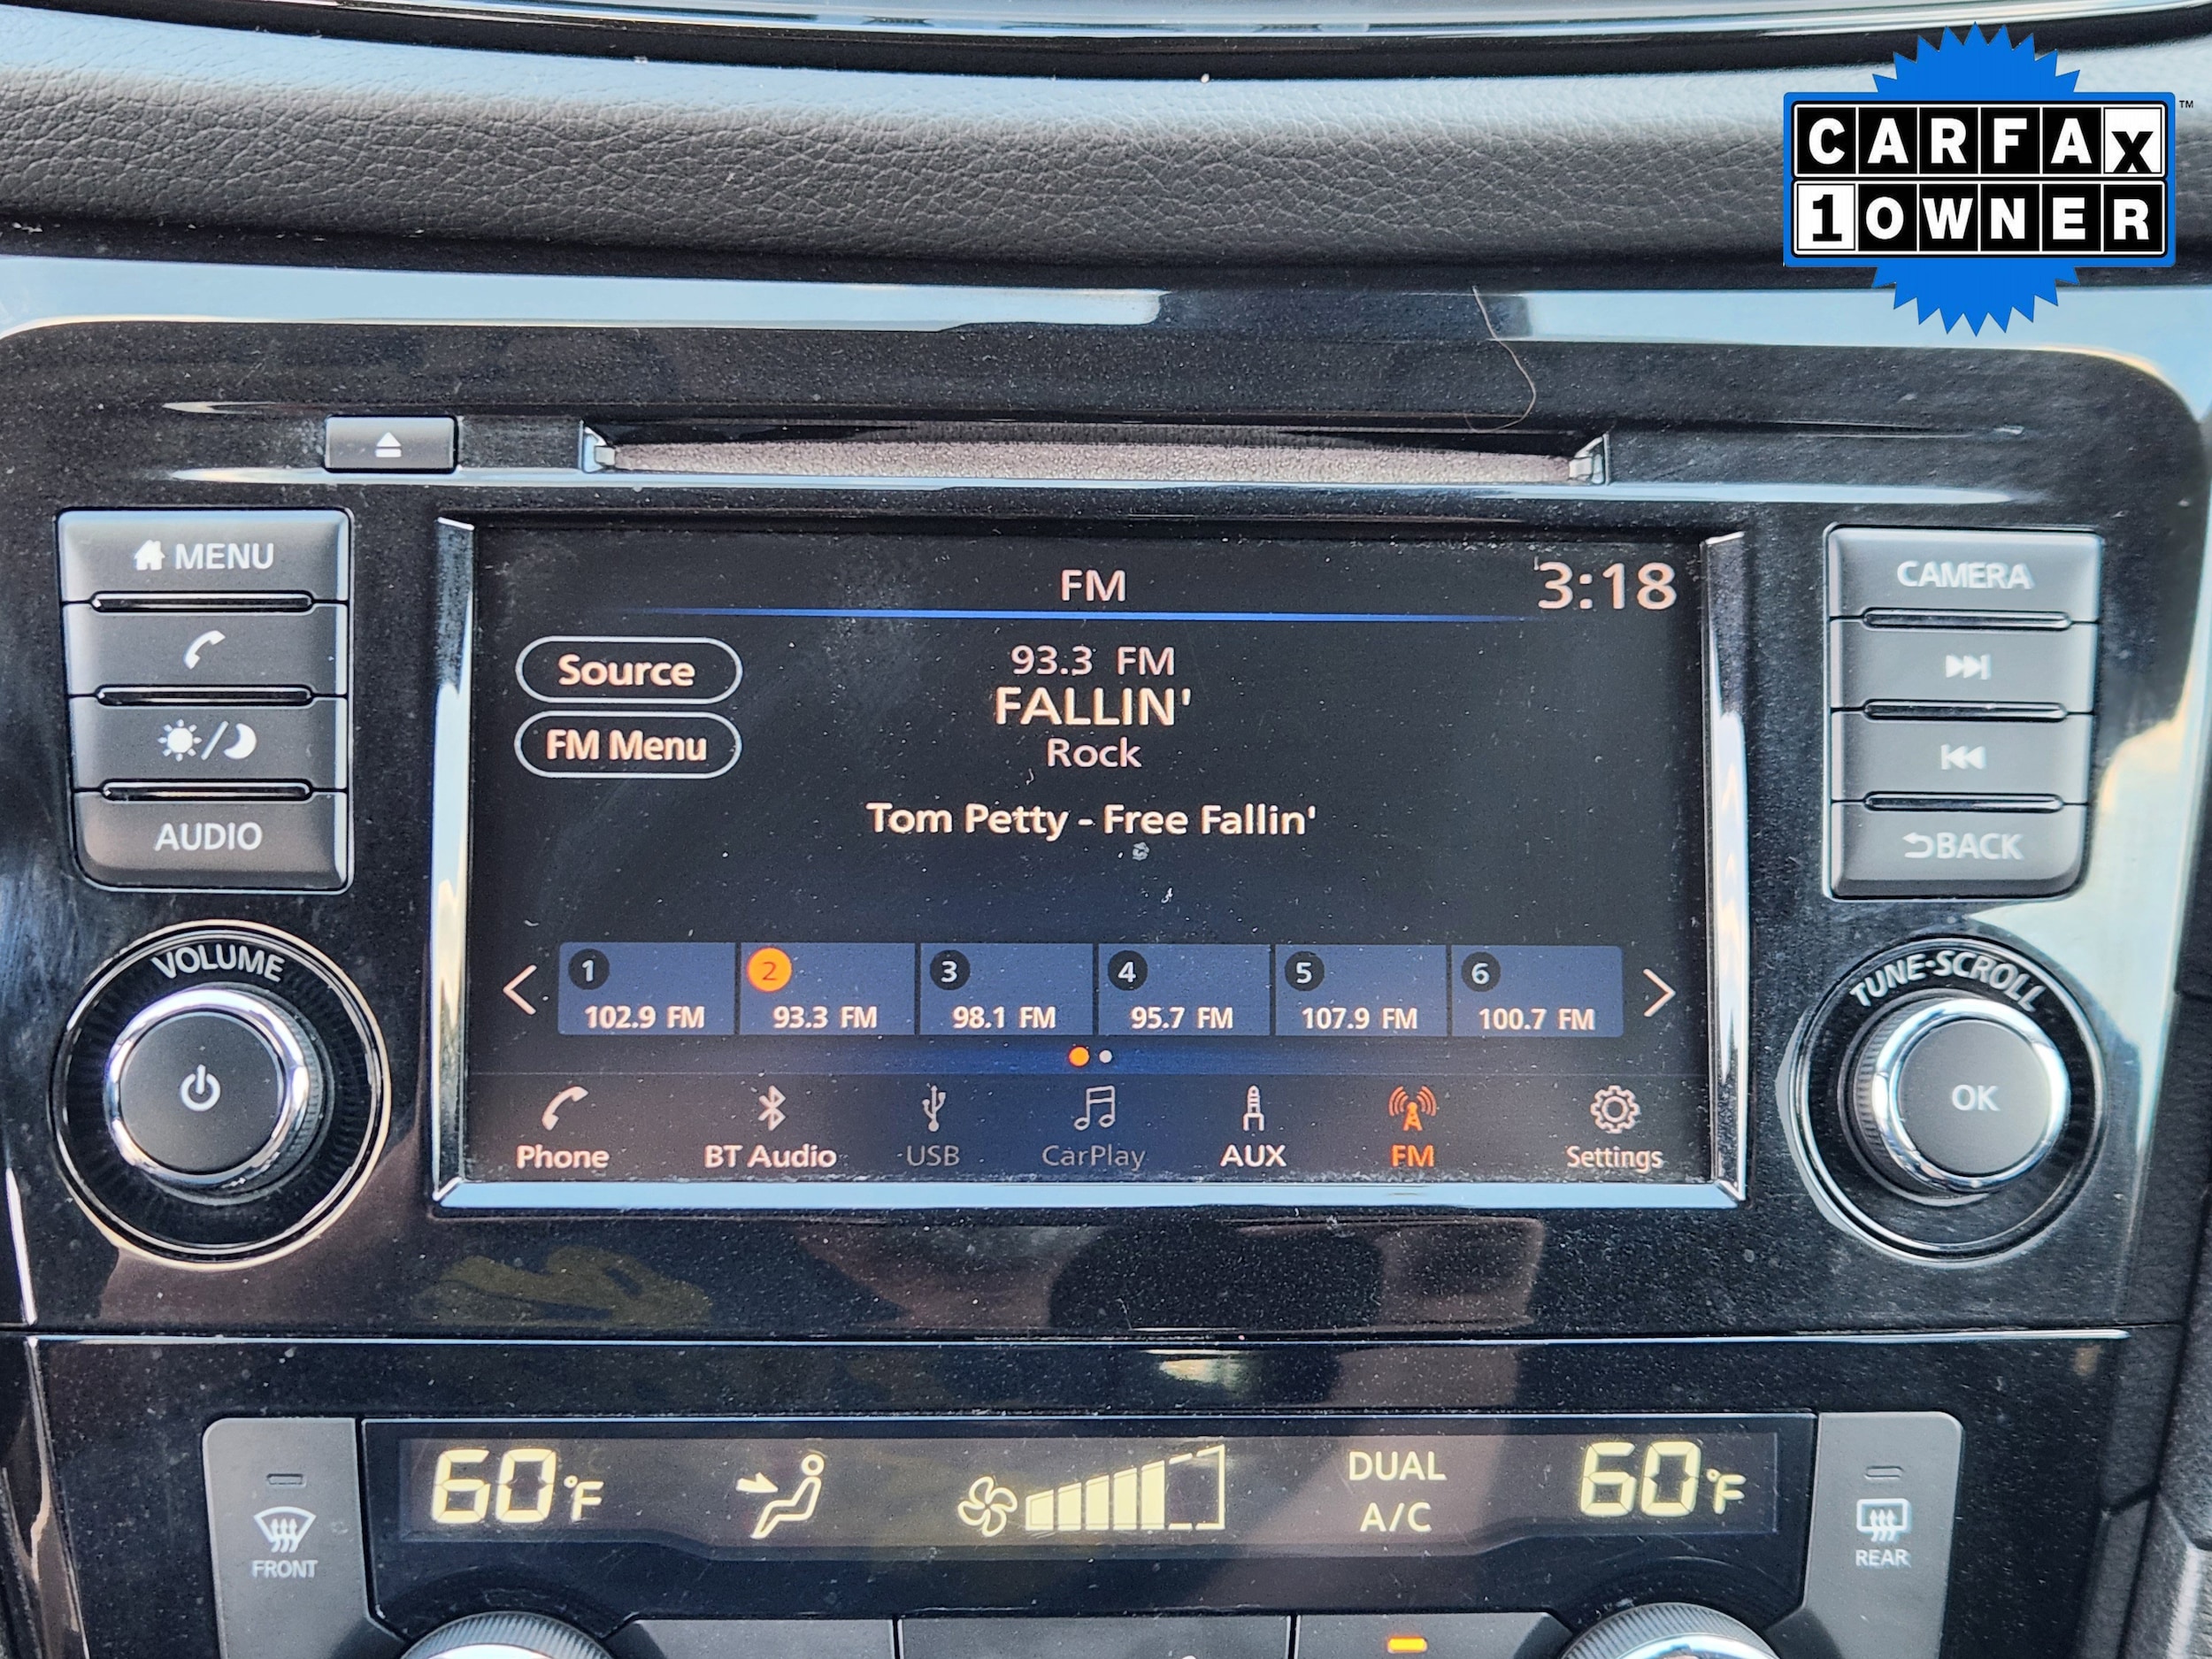 CARFAX
1OWNER
™
MENU
CAMERA
AUDIO
BACK
VOLUME
TUNE·SCROLL
OK
FM
3:18
Source
93.3 FM
FALLIN'
FM Menu
Rock
Tom Petty - Free Fallin'
1
2
3
4
5
6
102.9 FM
93.3 FM
98.1 FM
95.7 FM
107.9 FM
100.7 FM
Phone
BT Audio
USB
CarPlay
AUX
FM
Settings
60°F
DUAL
A/C
60°F
FRONT
REAR